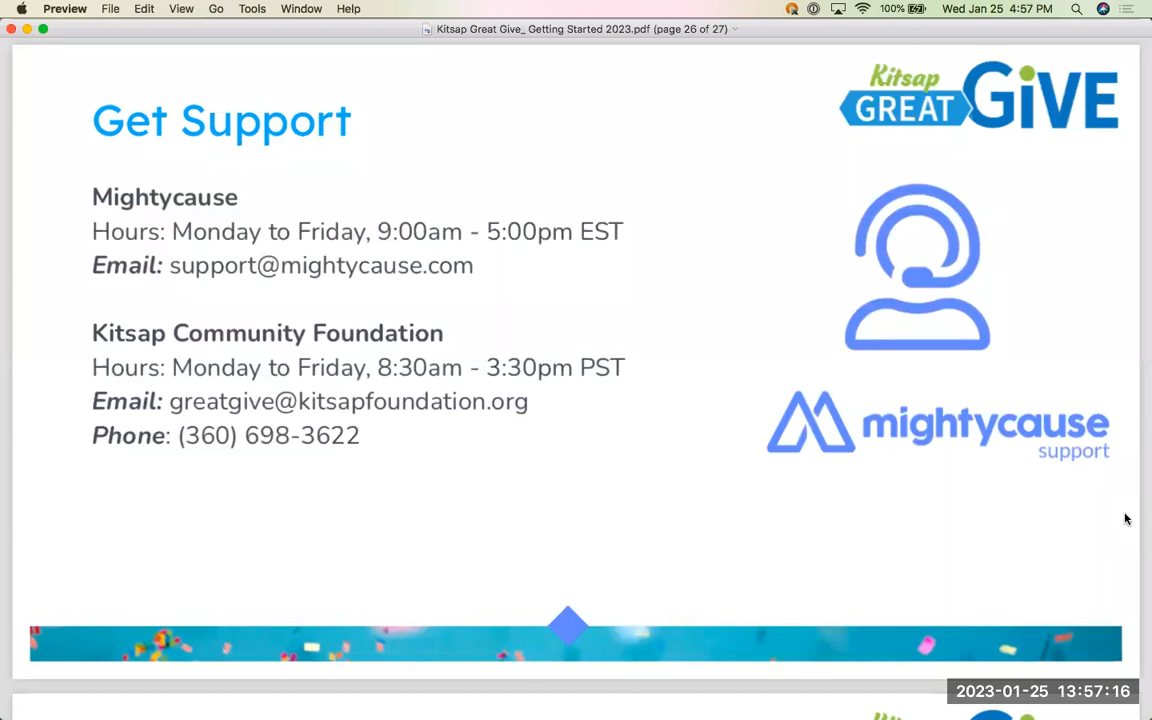 Preview File Edit View Go Tools Window Help 100% Wed Jan 25 4:57 PM
Kitsap Great Give_ Getting Started 2023.pdf (page 26 of 27)
Kitsap
GREAT GiVE
Get Support
Mightycause
Hours: Monday to Friday, 9:00am - 5:00pm EST
Email: support@mightycause.com
Kitsap Community Foundation
Hours: Monday to Friday, 8:30am - 3:30pm PST
Email: greatgive@kitsapfoundation.org
Phone: (360) 698-3622
mightycause
support
2023-01-25 13:57:16